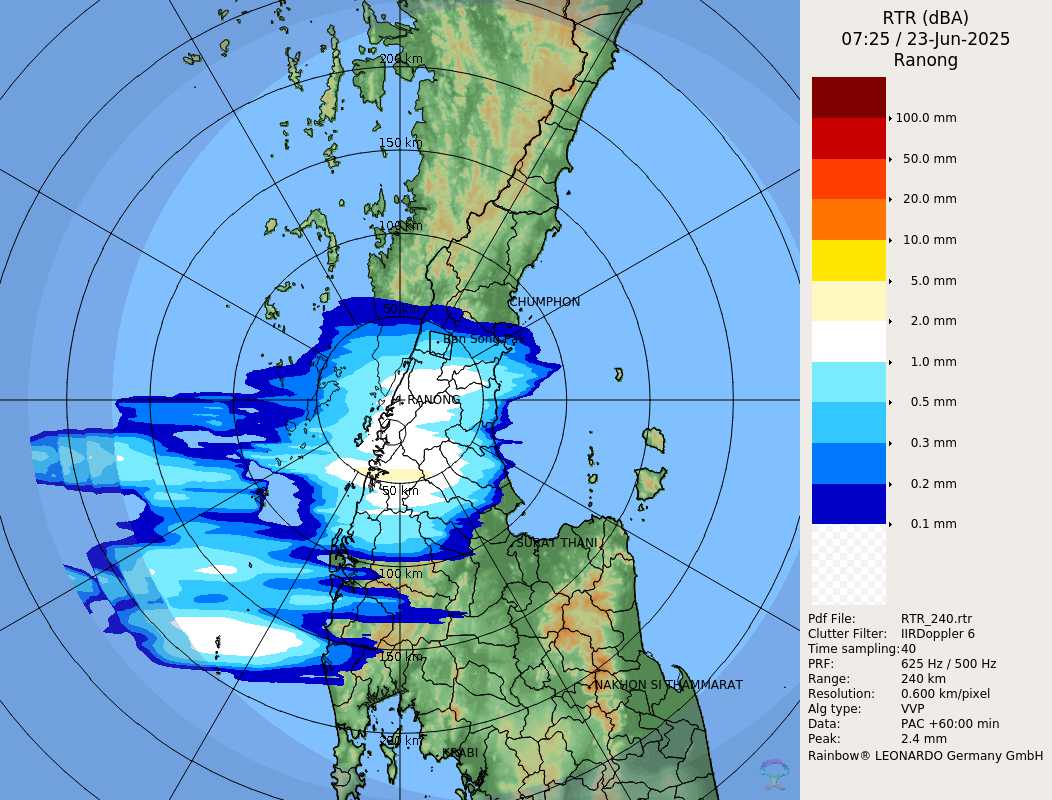 RTR (dBA)
07:25 / 23-Jun-2025
Ranong
100.0 mm
50.0 mm
20.0 mm
10.0 mm
5.0 mm
2.0 mm
1.0 mm
0.5 mm
0.3 mm
0.2 mm
0.1 mm
Pdf File: RTR_240.rtr
Clutter Filter: IIRDoppler 6
Time sampling:40
PRF: 625 Hz / 500 Hz
Range: 240 km
Resolution: 0.600 km/pixel
Alg type: VVP
Data: PAC +60:00 min
Peak: 2.4 mm
Rainbow® LEONARDO Germany GmbH
200 km
150 km
100 km
CHUMPHON
50 km
Ban Song
RANONG
50 km
SURAT THANI
100 km
150 km
NAKHON SI THAMMARAT
200 km
KRABI